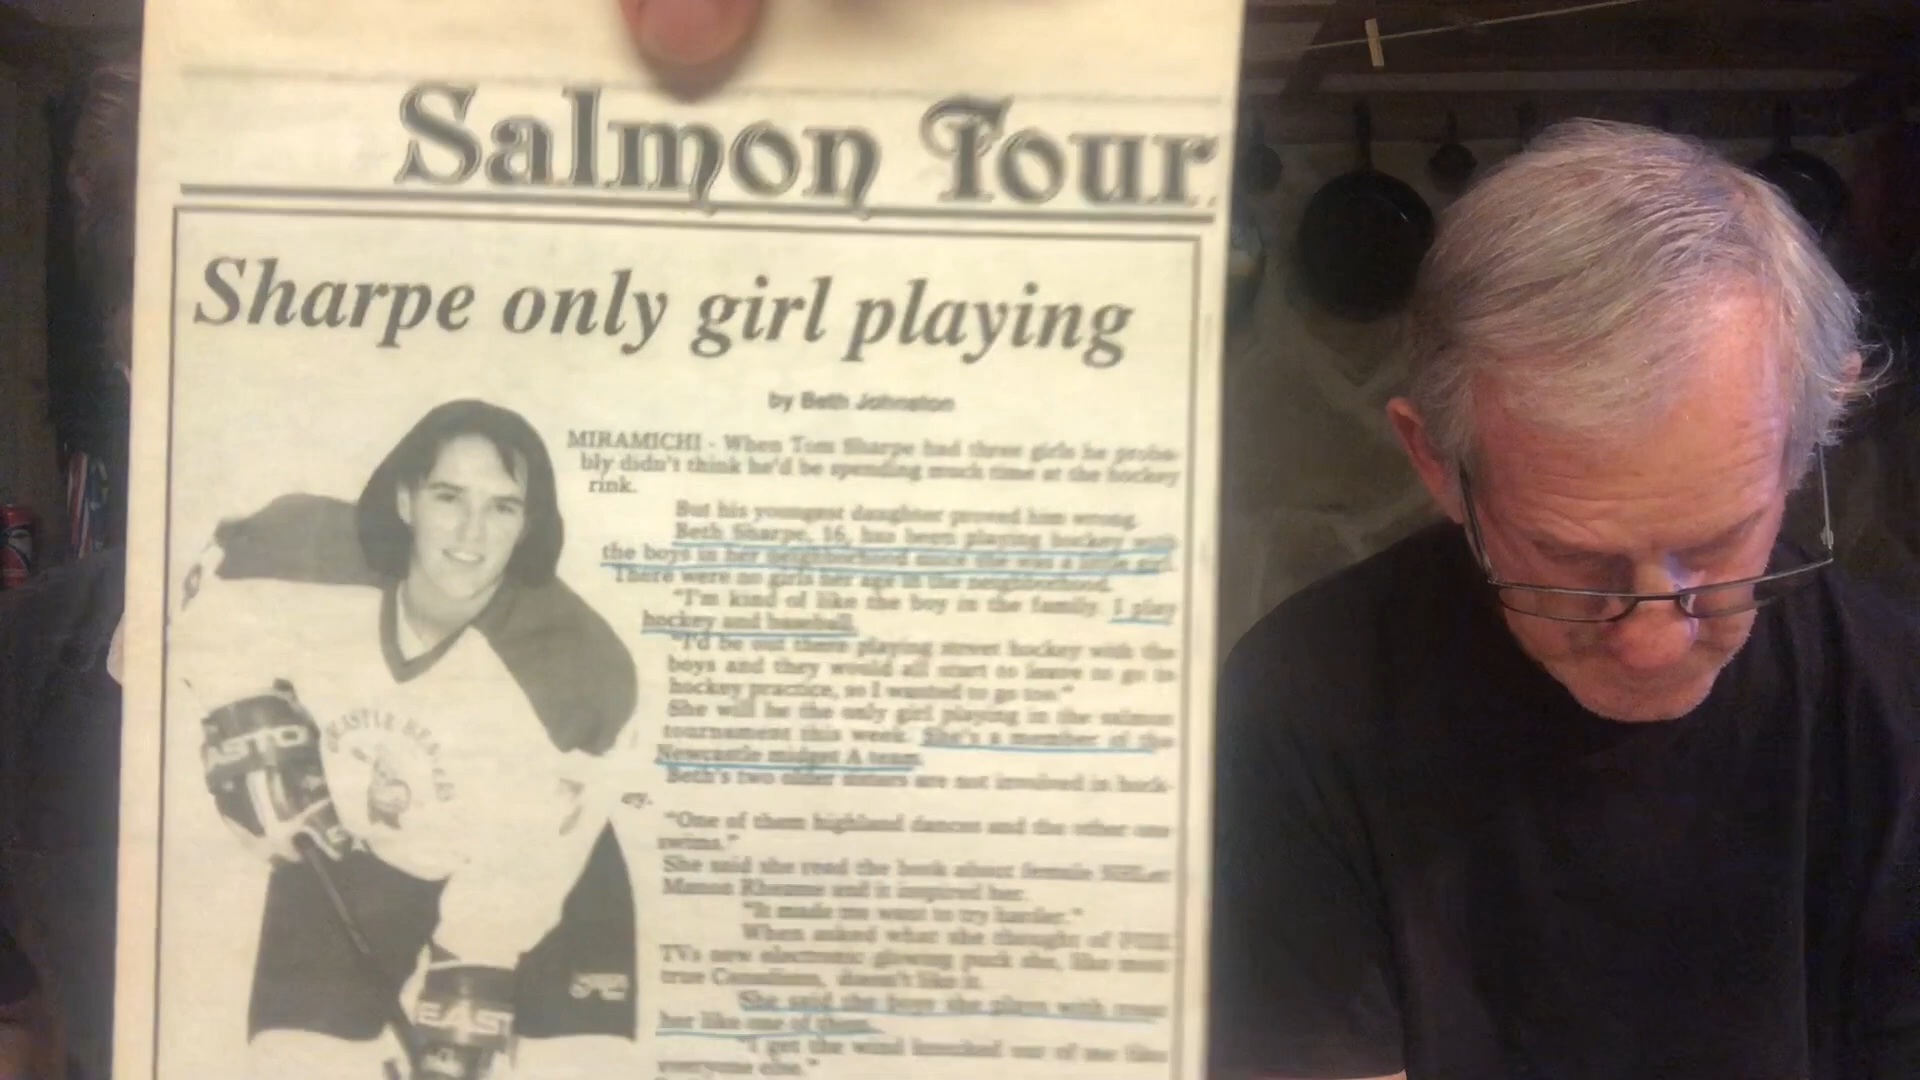 Salmon Tour
Sharpe only girl playing
by Beth Johnston
MIRAMICHI - When Tom Sharpe had three girls he proba-
bly didn't think he'd be spending much time at the hockey
rink.
But his youngest daughter proved him wrong.
Beth Sharpe, 16, has been playing hockey with
the boys in her neighborhood since she was a little girl.
There were no girls her age in the neighborhood.
"I'm kind of like the boy in the family. I play
hockey and baseball.
"I'd be out there playing street hockey with the
boys and they would all start to leave to go to
hockey practice, so I wanted to go too."
She will be the only girl playing in the salmon
tournament this week. She's a member of the
Newcastle midget A team.
Beth's two older sisters are not involved in hock-
ey.
"One of them highland dances and the other one
swims."
She said she read the book about female NHLer
Manon Rheaume and it inspired her.
"It made me want to try harder."
When asked what she thought of FOX
TVs new electronic glowing puck she, like most
true Canadians, doesn't like it.
She said the boys she plays with treat
her like one of them.
"I get the wind knocked out of me like
everyone else."
ASTO
EAST